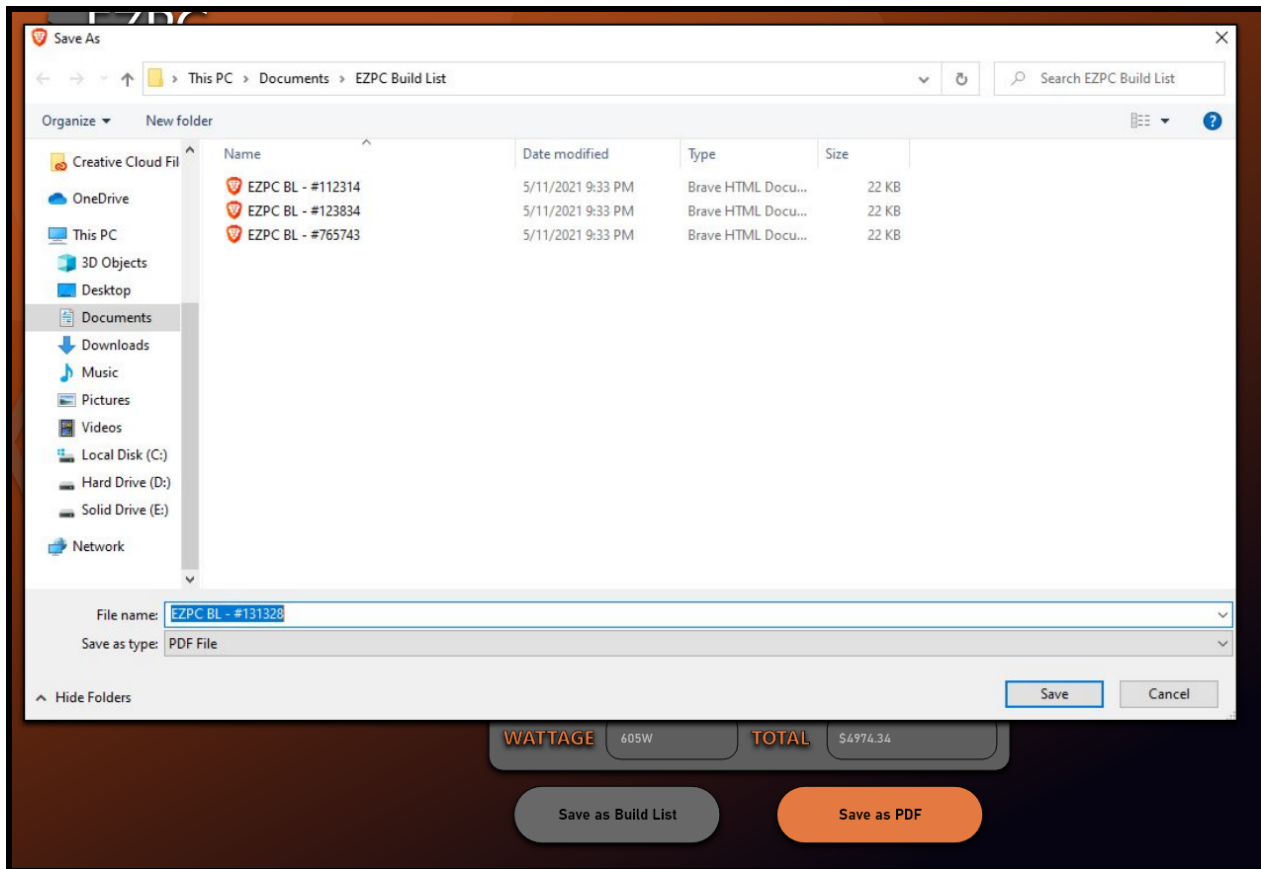 EZPC
Save As
This PC > Documents > EZPC Build List
Search EZPC Build List
Organize
New folder
Name
Date modified
Type
Size
Creative Cloud Fil
OneDrive
This PC
3D Objects
Desktop
Documents
Downloads
Music
Pictures
Videos
Local Disk (C:)
Hard Drive (D:)
Solid Drive (E:)
Network
EZPC BL - #112314 5/11/2021 9:33 PM Brave HTML Docu... 22 KB
EZPC BL - #123834 5/11/2021 9:33 PM Brave HTML Docu... 22 KB
EZPC BL - #765743 5/11/2021 9:33 PM Brave HTML Docu... 22 KB
File name: EZPC BL - #131328
Save as type: PDF File
Hide Folders
Save
Cancel
WATTAGE 605W TOTAL $4974.34
Save as Build List
Save as PDF